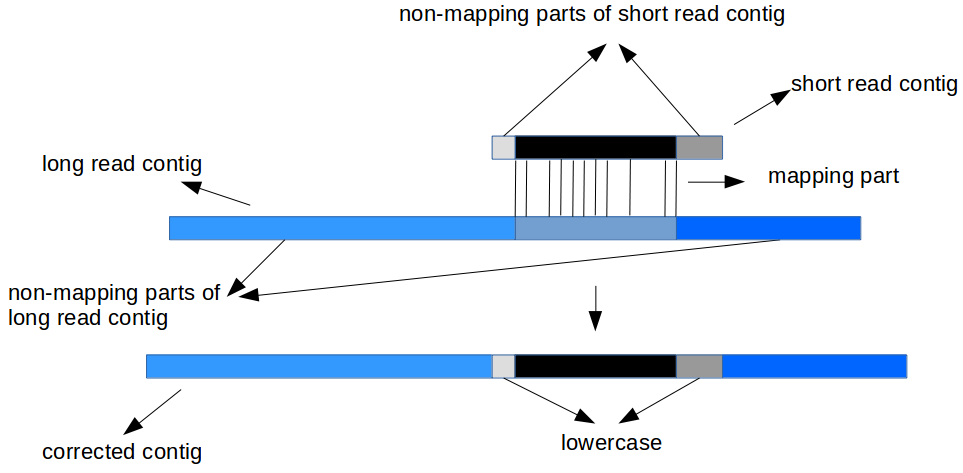 non-mapping parts of short read contig
short read contig
long read contig
mapping part
non-mapping parts of
long read contig
lowercase
corrected contig